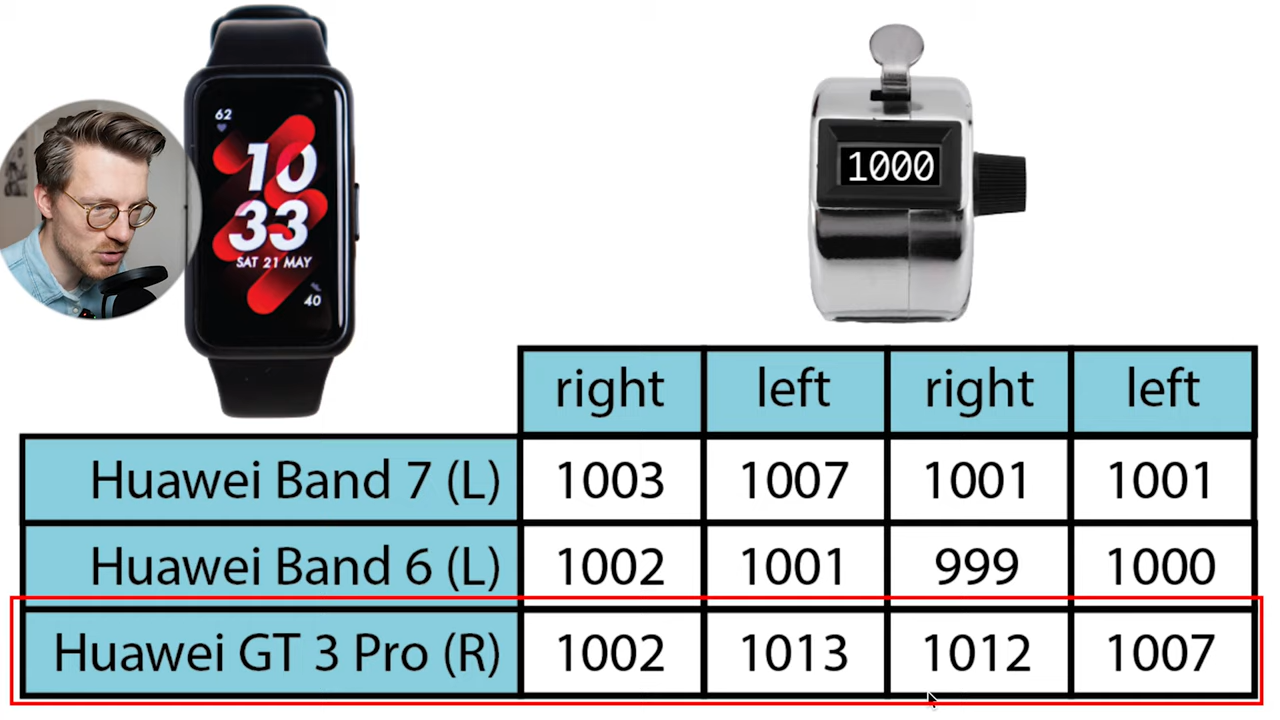 62
10
33
SAT 21 MAY
40
1000
right left right left
Huawei Band 7 (L) 1003 1007 1001 1001
Huawei Band 6 (L) 1002 1001 999 1000
Huawei GT 3 Pro (R) 1002 1013 1012 1007